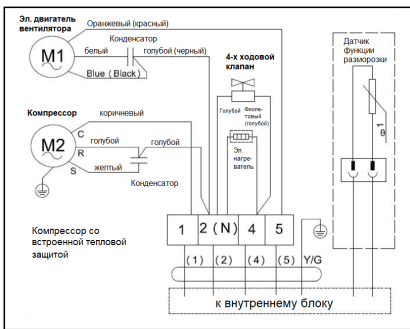 Эл. двигатель
вентилятора
Оранжевый (красный)
M1
белый
Конденсатор
голубой (черный)
Blue (Black)
4-х ходовой
клапан
Датчик
функции
разморозки
Голубой
Фиоле-
товый
(голубой)
Эл.
нагре-
ватель
θ 1
Компрессор
M2
C
коричневый
R
голубой
голубой
S
желтый
Конденсатор
Компрессор со
встроенной тепловой
защитой
1
2 (N)
4
5
(1)
(2)
(4)
(5)
Y/G
к внутреннему блоку